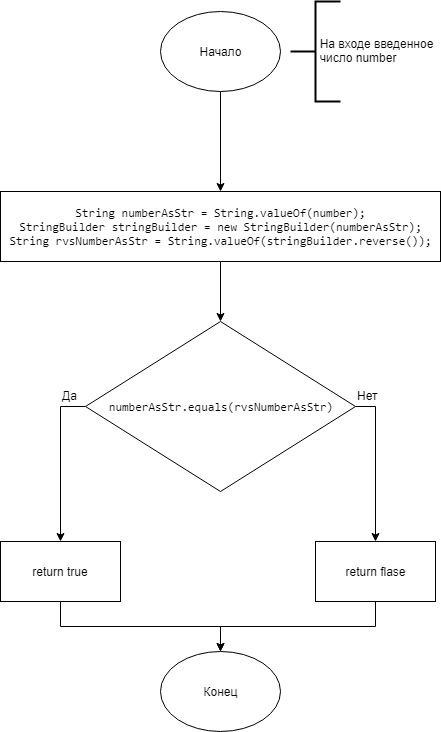 Начало
На входе введенное
число number
String numberAsStr = String.valueOf(number);
StringBuilder stringBuilder = new StringBuilder(numberAsStr);
String rvsNumberAsStr = String.valueOf(stringBuilder.reverse());
Да
Нет
numberAsStr.equals(rvsNumberAsStr)
return true
return flase
Конец